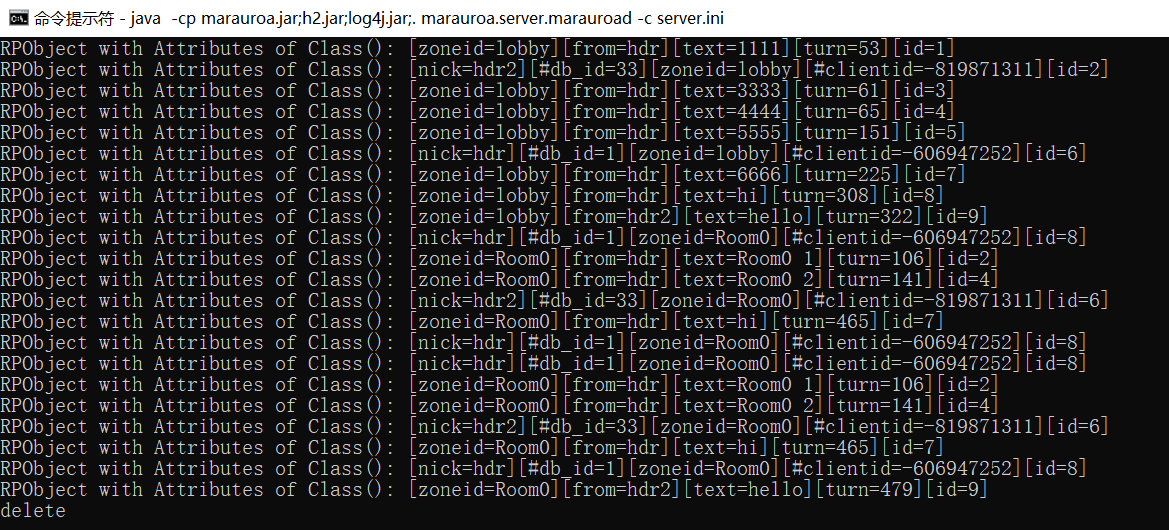 命令提示符 - java  -cp marauroa.jar;h2.jar;log4j.jar;. marauroa.server.marauroad -c server.ini
RPObject with Attributes of Class(): [zoneid=lobby][from=hdr][text=1111][turn=53][id=1]
RPObject with Attributes of Class(): [nick=hdr2][#db_id=33][zoneid=lobby][#clientid=-819871311][id=2]
RPObject with Attributes of Class(): [zoneid=lobby][from=hdr][text=3333][turn=61][id=3]
RPObject with Attributes of Class(): [zoneid=lobby][from=hdr][text=4444][turn=65][id=4]
RPObject with Attributes of Class(): [zoneid=lobby][from=hdr][text=5555][turn=151][id=5]
RPObject with Attributes of Class(): [nick=hdr][#db_id=1][zoneid=lobby][#clientid=-606947252][id=6]
RPObject with Attributes of Class(): [zoneid=lobby][from=hdr][text=6666][turn=225][id=7]
RPObject with Attributes of Class(): [zoneid=lobby][from=hdr][text=hi][turn=308][id=8]
RPObject with Attributes of Class(): [zoneid=lobby][from=hdr2][text=hello][turn=322][id=9]
RPObject with Attributes of Class(): [nick=hdr][#db_id=1][zoneid=Room0][#clientid=-606947252][id=8]
RPObject with Attributes of Class(): [zoneid=Room0][from=hdr][text=Room0 1][turn=106][id=2]
RPObject with Attributes of Class(): [zoneid=Room0][from=hdr][text=Room0 2][turn=141][id=4]
RPObject with Attributes of Class(): [nick=hdr2][#db_id=33][zoneid=Room0][#clientid=-819871311][id=6]
RPObject with Attributes of Class(): [zoneid=Room0][from=hdr][text=hi][turn=465][id=7]
RPObject with Attributes of Class(): [nick=hdr][#db_id=1][zoneid=Room0][#clientid=-606947252][id=8]
RPObject with Attributes of Class(): [nick=hdr][#db_id=1][zoneid=Room0][#clientid=-606947252][id=8]
RPObject with Attributes of Class(): [zoneid=Room0][from=hdr][text=Room0 1][turn=106][id=2]
RPObject with Attributes of Class(): [zoneid=Room0][from=hdr][text=Room0 2][turn=141][id=4]
RPObject with Attributes of Class(): [nick=hdr2][#db_id=33][zoneid=Room0][#clientid=-819871311][id=6]
RPObject with Attributes of Class(): [zoneid=Room0][from=hdr][text=hi][turn=465][id=7]
RPObject with Attributes of Class(): [nick=hdr][#db_id=1][zoneid=Room0][#clientid=-606947252][id=8]
RPObject with Attributes of Class(): [zoneid=Room0][from=hdr2][text=hello][turn=479][id=9]
delete